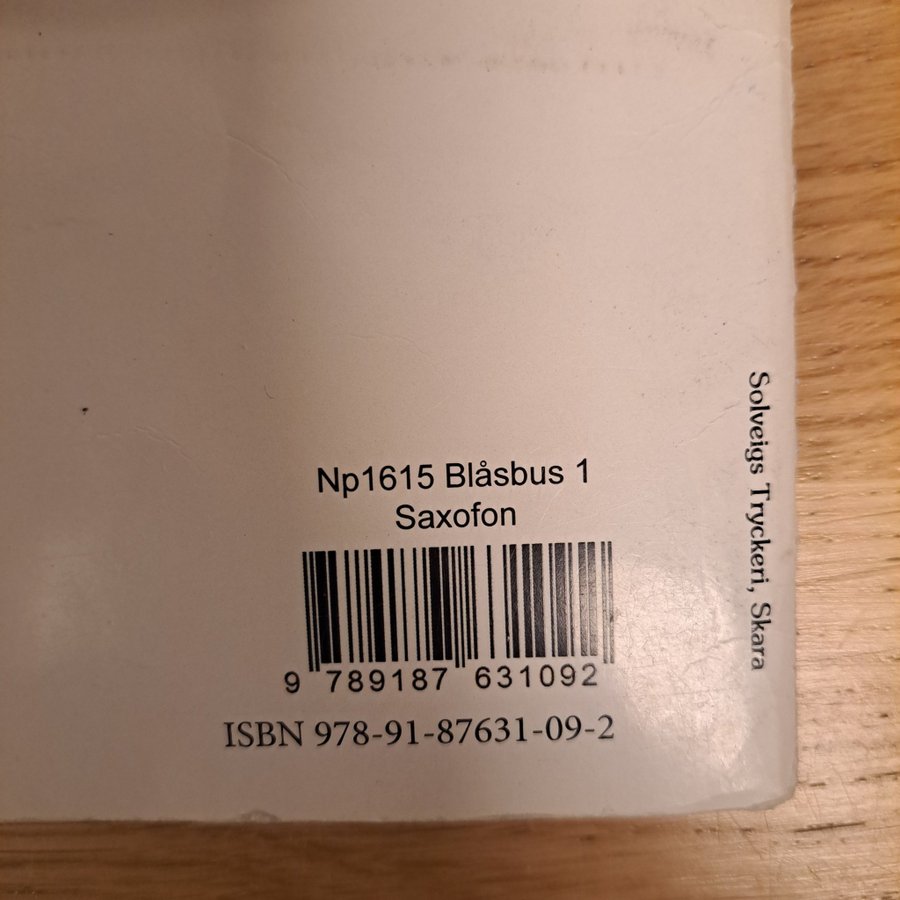 Np1615 Blåsbus 1
Saxofon
9 789187 631092
ISBN 978-91-87631-09-2
Solveigs Tryckeri, Skara